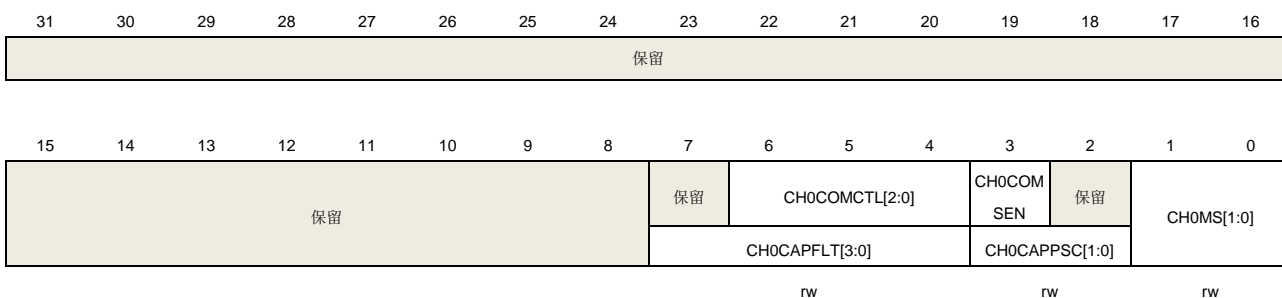 31 30 29 28 27 26 25 24 23 22 21 20 19 18 17 16
保留
15 14 13 12 11 10 9 8 7 6 5 4 3 2 1 0
保留
保留
CH0COMCTL[2:0]
CH0COM
SEN
保留
CH0MS[1:0]
CH0CAPFLT[3:0]
CH0CAPPSC[1:0]
rw rw rw